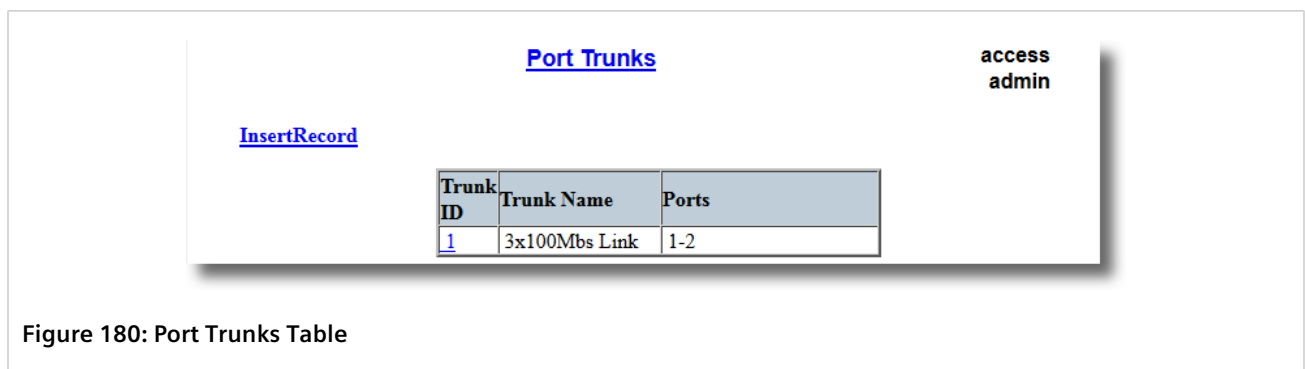 Port Trunks
access
admin
InsertRecord
Trunk ID Trunk Name Ports
1 3x100Mbs Link 1-2
Figure 180: Port Trunks Table